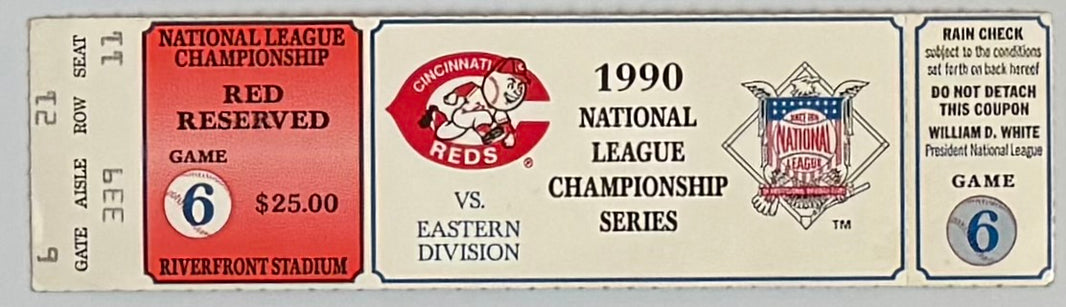 GATE 6
AISLE 339
ROW 21
SEAT 11
NATIONAL LEAGUE
CHAMPIONSHIP
RED
RESERVED
GAME
6
$25.00
RIVERFRONT STADIUM
CINCINNATI
REDS
®
VS.
EASTERN
DIVISION
1990
NATIONAL
LEAGUE
CHAMPIONSHIP
SERIES
SINCE 1876
NATIONAL
LEAGUE
TM
RAIN CHECK
subject to the conditions
set forth on back hereof
DO NOT DETACH
THIS COUPON
WILLIAM D. WHITE
President National League
GAME
6